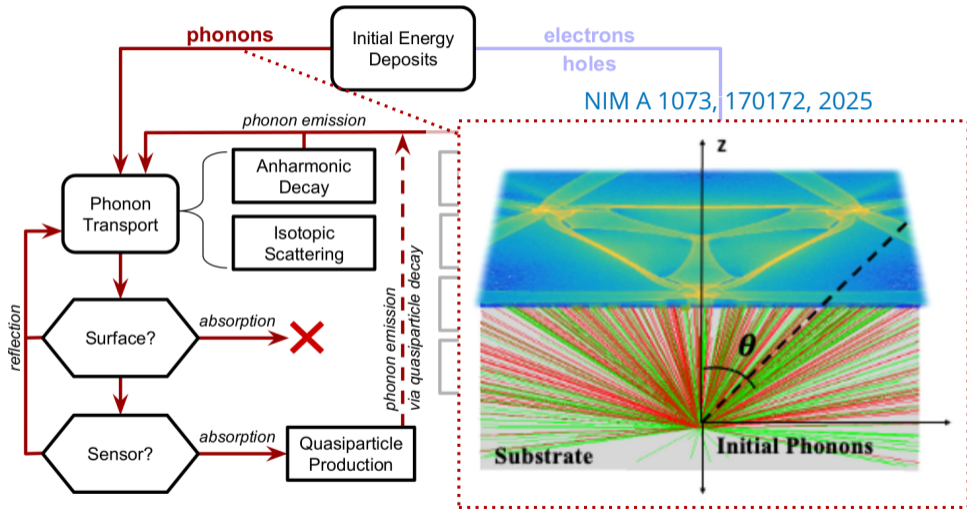 phonons
Initial Energy
Deposits
electrons
holes
NIM A 1073, 170172, 2025
phonon emission
Anharmonic
Decay
Phonon
Transport
Isotopic
Scattering
reflection
Surface?
absorption
phonon emission
via quasiparticle decay
Sensor?
absorption
Quasiparticle
Production
z
θ
Initial Phonons
Substrate